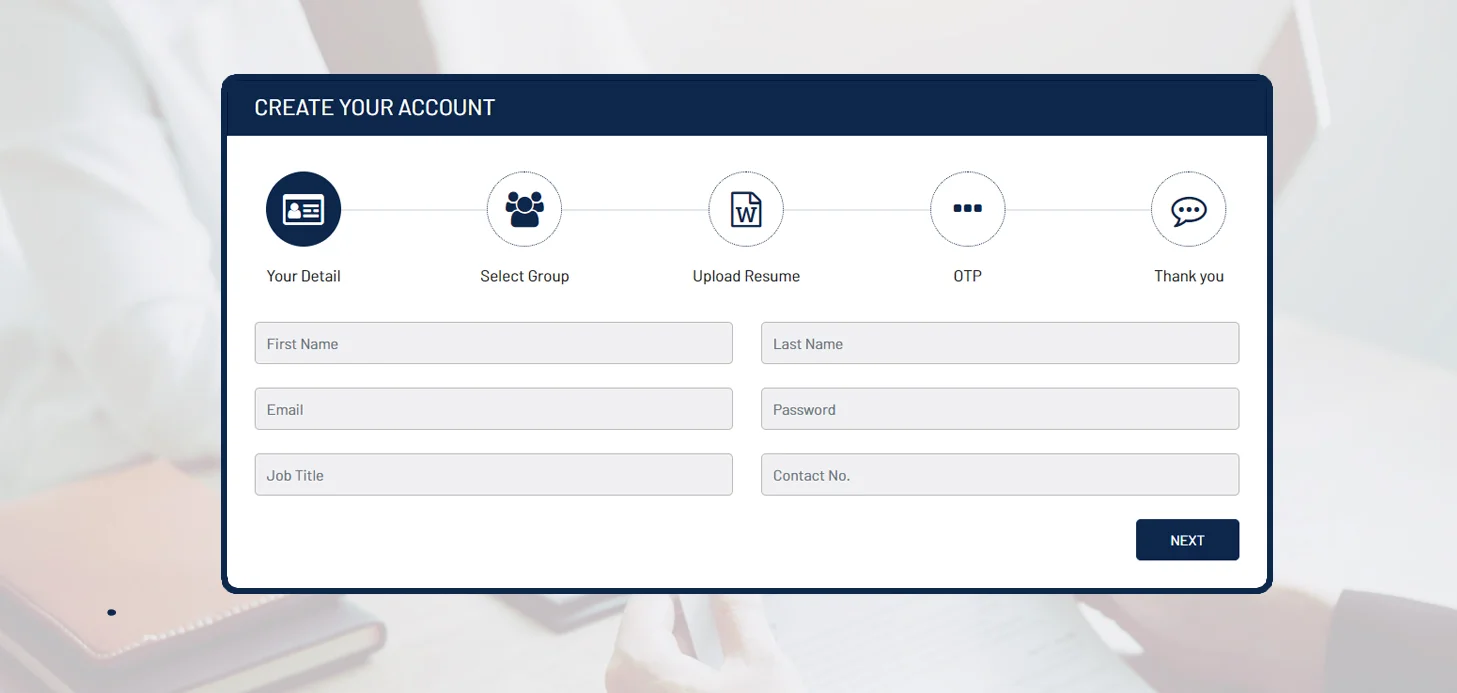 CREATE YOUR ACCOUNT
W
Your Detail Select Group Upload Resume OTP Thank you
First Name Last Name
Email Password
Job Title Contact No.
NEXT